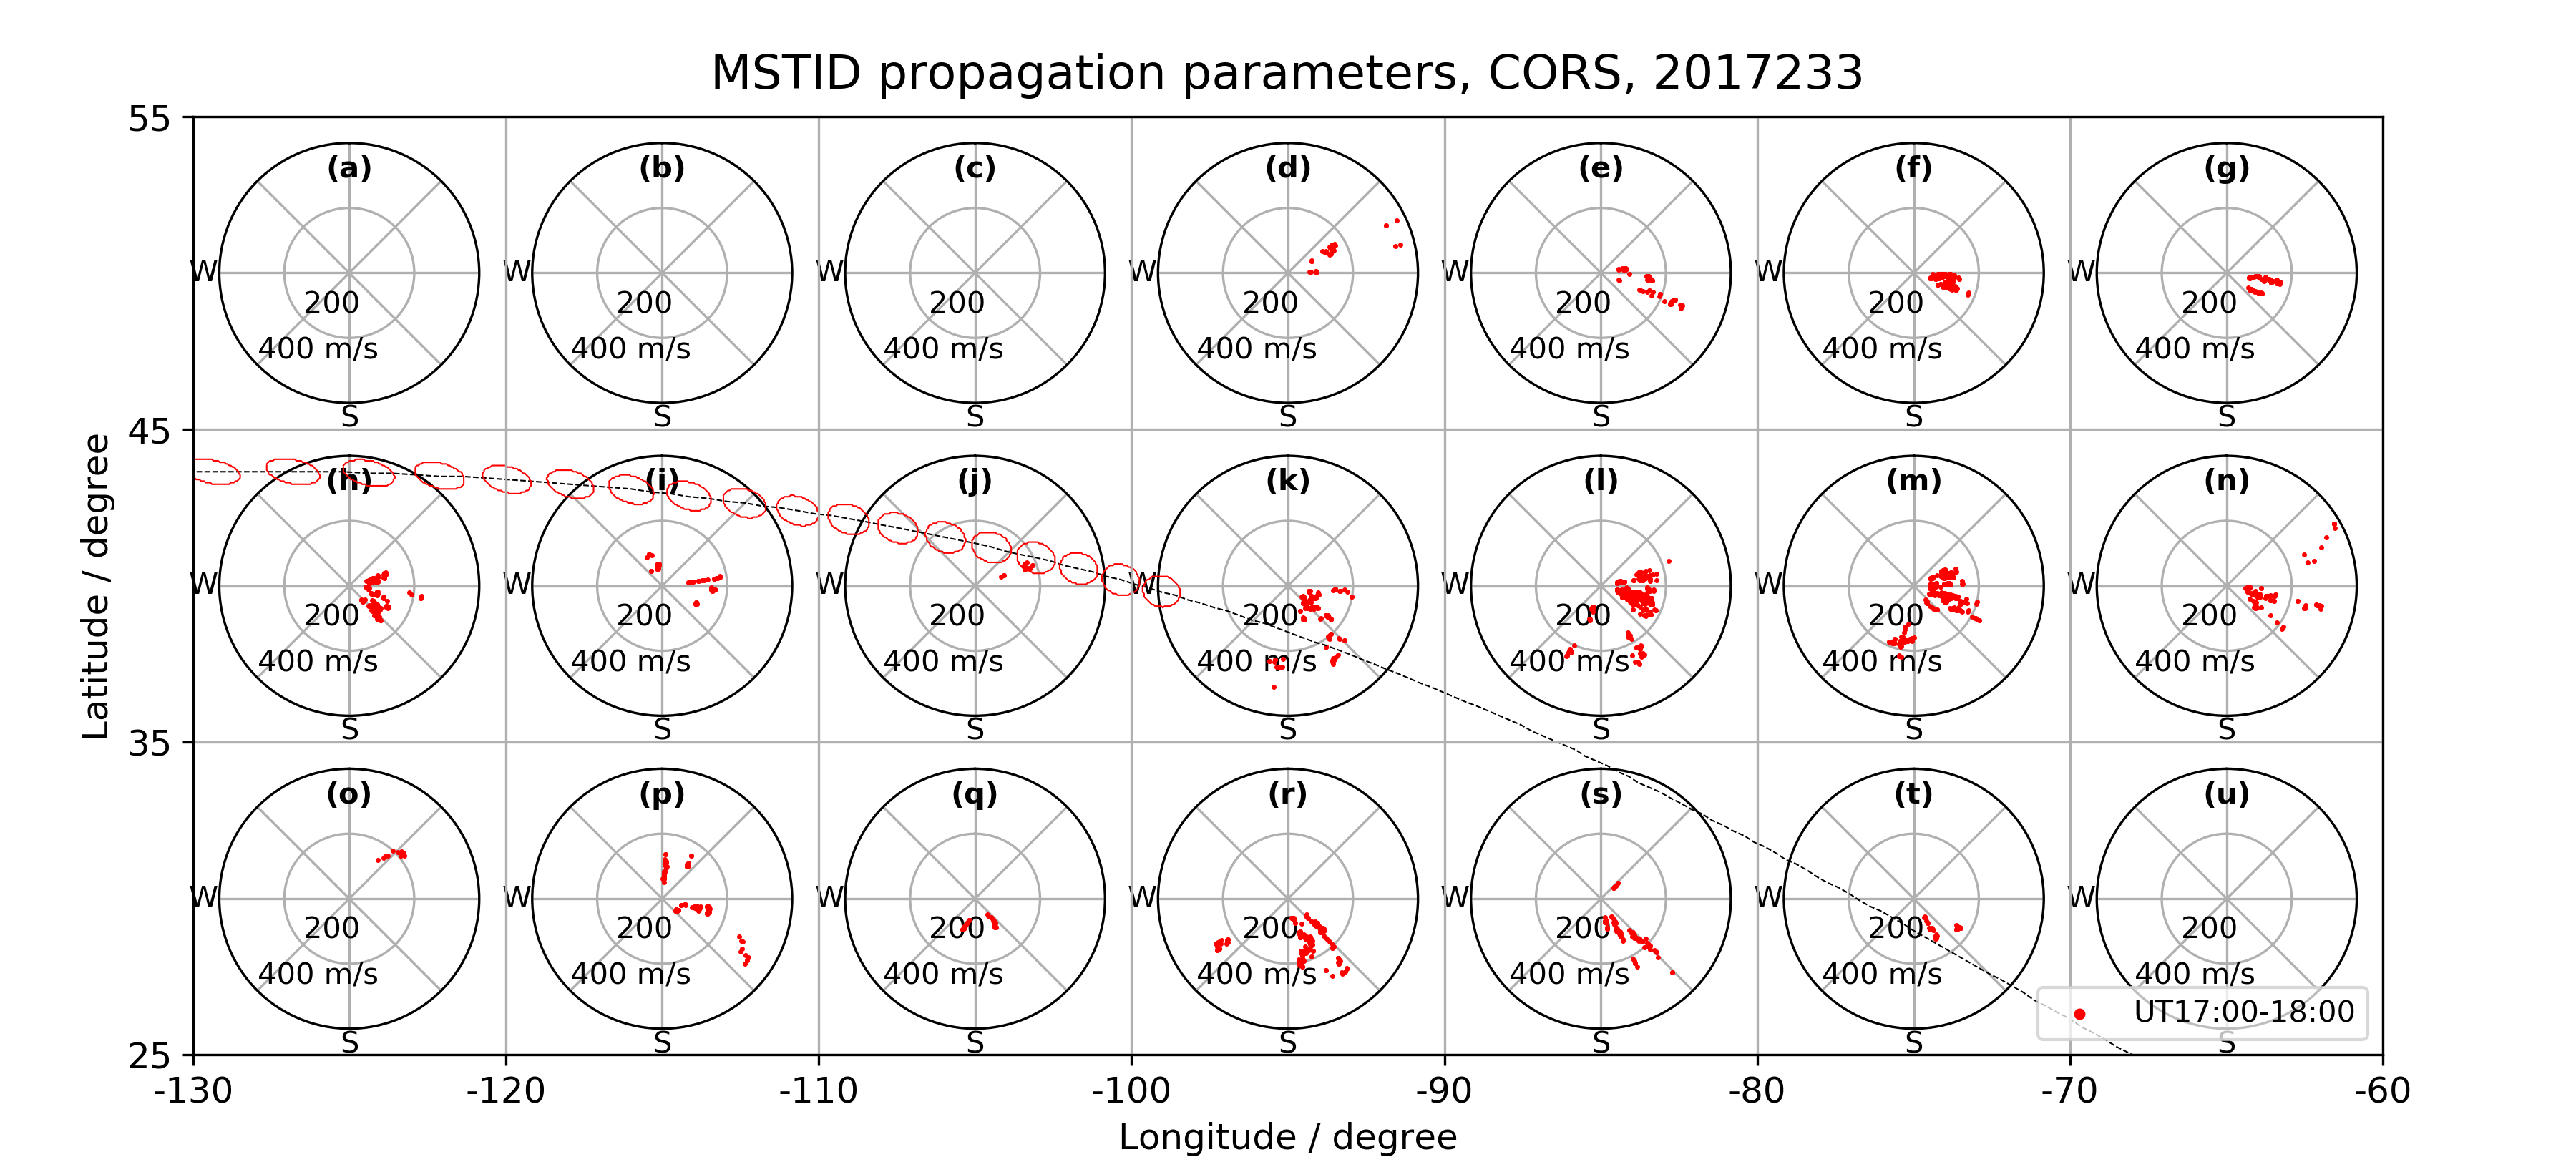 MSTID propagation parameters, CORS, 2017233
55
(a) (b) (c) (d) (e) (f) (g)
W W W W W W W
200 200 200 200 200 200 200
400 m/s 400 m/s 400 m/s 400 m/s 400 m/s 400 m/s 400 m/s
S S S S S S S
45
(h) (i) (j) (k) (l) (m) (n)
W W W W W W W
200 200 200 200 200 200 200
400 m/s 400 m/s 400 m/s 400 m/s 400 m/s 400 m/s 400 m/s
S S S S S S S
Latitude / degree
35
(o) (p) (q) (r) (s) (t) (u)
W W W W W W W
200 200 200 200 200 200 200
400 m/s 400 m/s 400 m/s 400 m/s 400 m/s 400 m/s 400 m/s
UT17:00-18:00
S S S S S S S
25
-130 -120 -110 -100 -90 -80 -70 -60
Longitude / degree